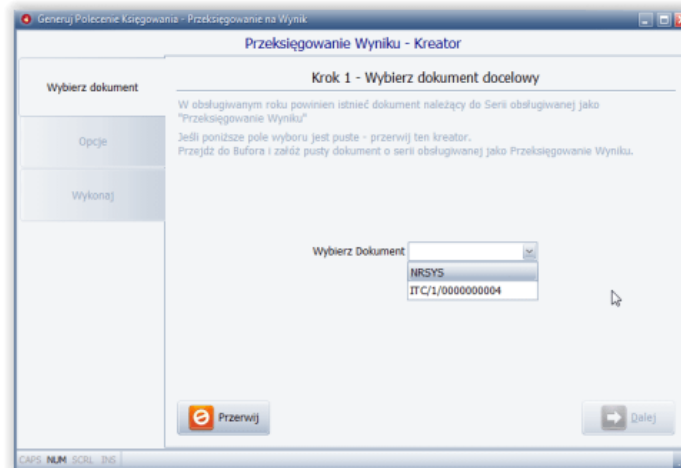 Generuj Polecenie Księgowania - Przeksięgowanie na Wynik
Przeksięgowanie Wyniku - Kreator
Wybierz dokument
Opcje
Wykonaj
Krok 1 - Wybierz dokument docelowy
W obsługiwanym roku powinien istnieć dokument należący do Serii obsługiwanej jako
"Przeksięgowanie Wyniku"
Jeśli poniższe pole wyboru jest puste - przerwij ten kreator.
Przejdź do Bufora i załóż pusty dokument o serii obsługiwanej jako Przeksięgowanie Wyniku.
Wybierz Dokument
NRSYS
ITC/1/0000000004
Przerwij
Dalej
CAPS NUM SCRL INS